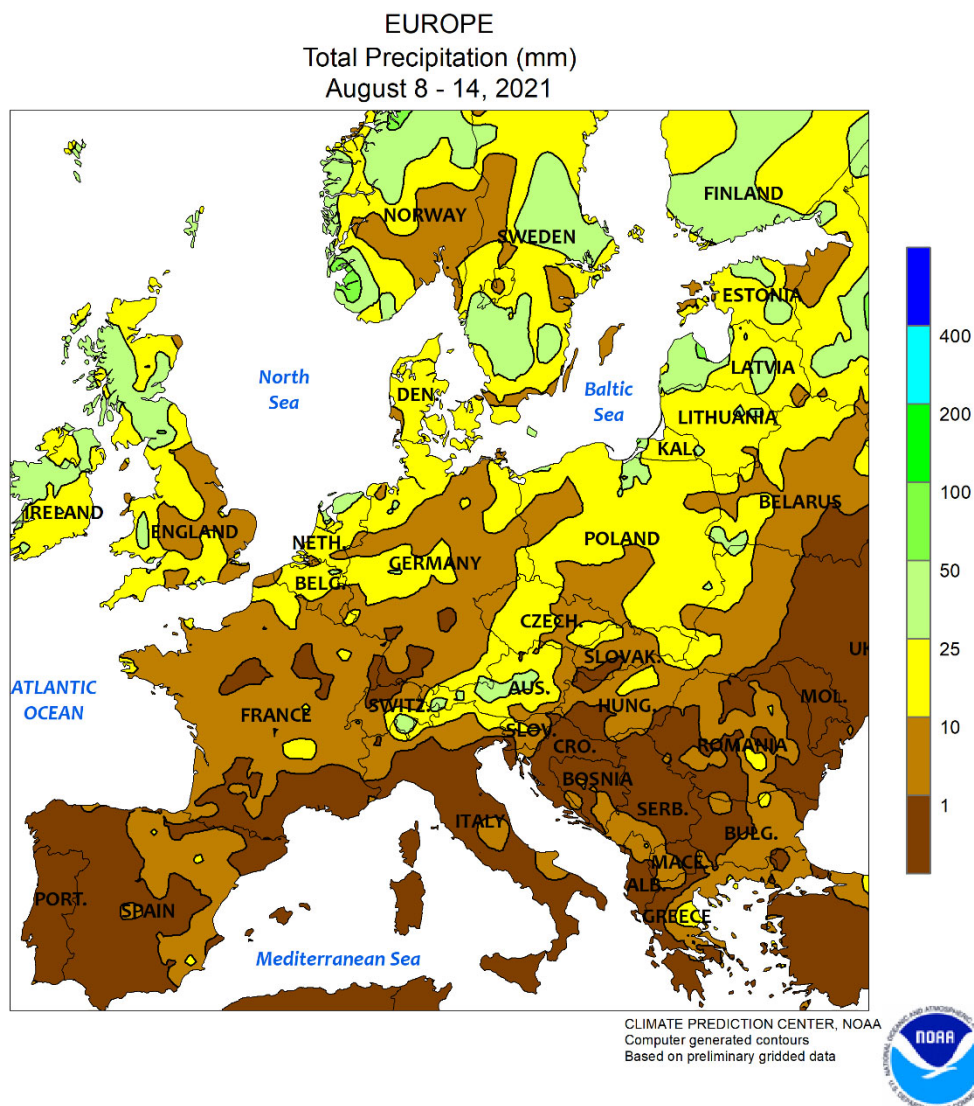 EUROPE
Total Precipitation (mm)
August 8 - 14, 2021
FINLAND
NORWAY
SWEDEN
ESTONIA
400
North
Sea
DEN.
Baltic
Sea
LATVIA
200
LITHUANIA
KAL.
100
IRELAND
ENGLAND
BELARUS
NETH.
POLAND
GERMANY
BELG.
50
CZECH.
SLOVAK.
UK
25
ATLANTIC
OCEAN
AUS.
MOL.
SWITZ.
HUNG.
FRANCE
SLOV.
10
CRO.
ROMANIA
BOSNIA
SERB.
1
ITALY
BULG.
MACE.
PORT.
SPAIN
ALB.
GREECE
Mediterranean Sea
CLIMATE PREDICTION CENTER, NOAA
Computer generated contours
Based on preliminary gridded data
NOAA